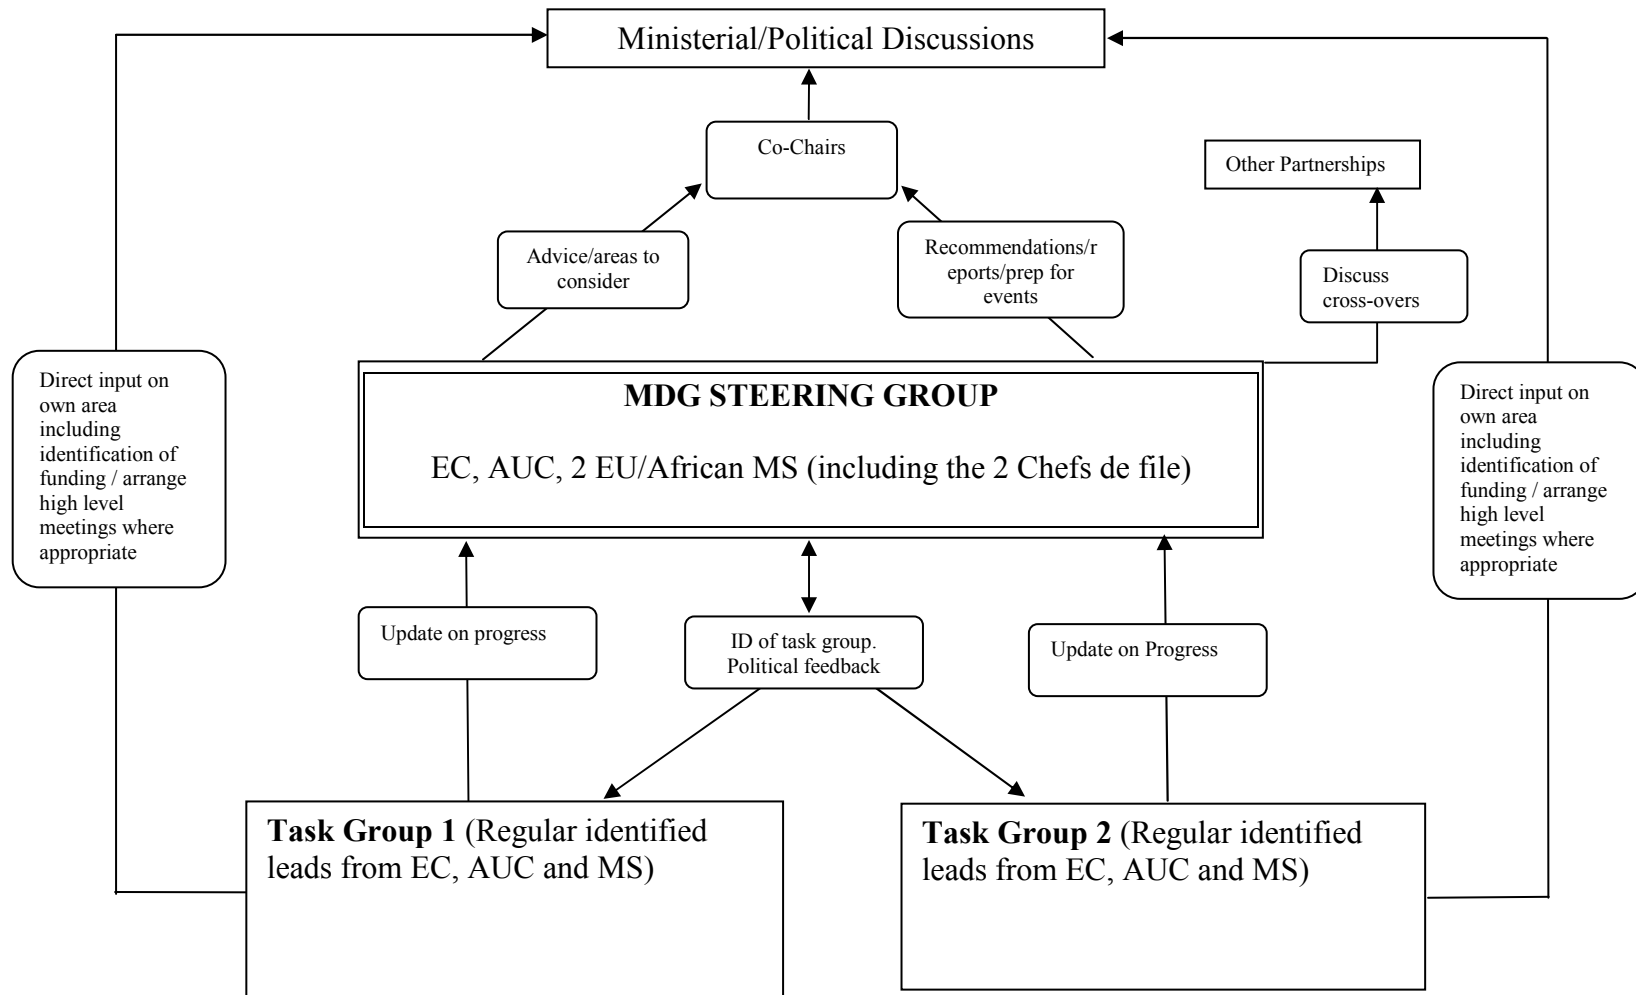 Ministerial/Political Discussions
Co-Chairs
Other Partnerships
Advice/areas to
consider
Recommendations/r
eports/prep for
events
Discuss
cross-overs
Direct input on
own area
including
identification of
funding / arrange
high level
meetings where
appropriate
MDG STEERING GROUP
EC, AUC, 2 EU/African MS (including the 2 Chefs de file)
Direct input on
own area
including
identification of
funding / arrange
high level
meetings where
appropriate
Update on progress
ID of task group.
Political feedback
Update on Progress
Task Group 1 (Regular identified
leads from EC, AUC and MS)
Task Group 2 (Regular identified
leads from EC, AUC and MS)